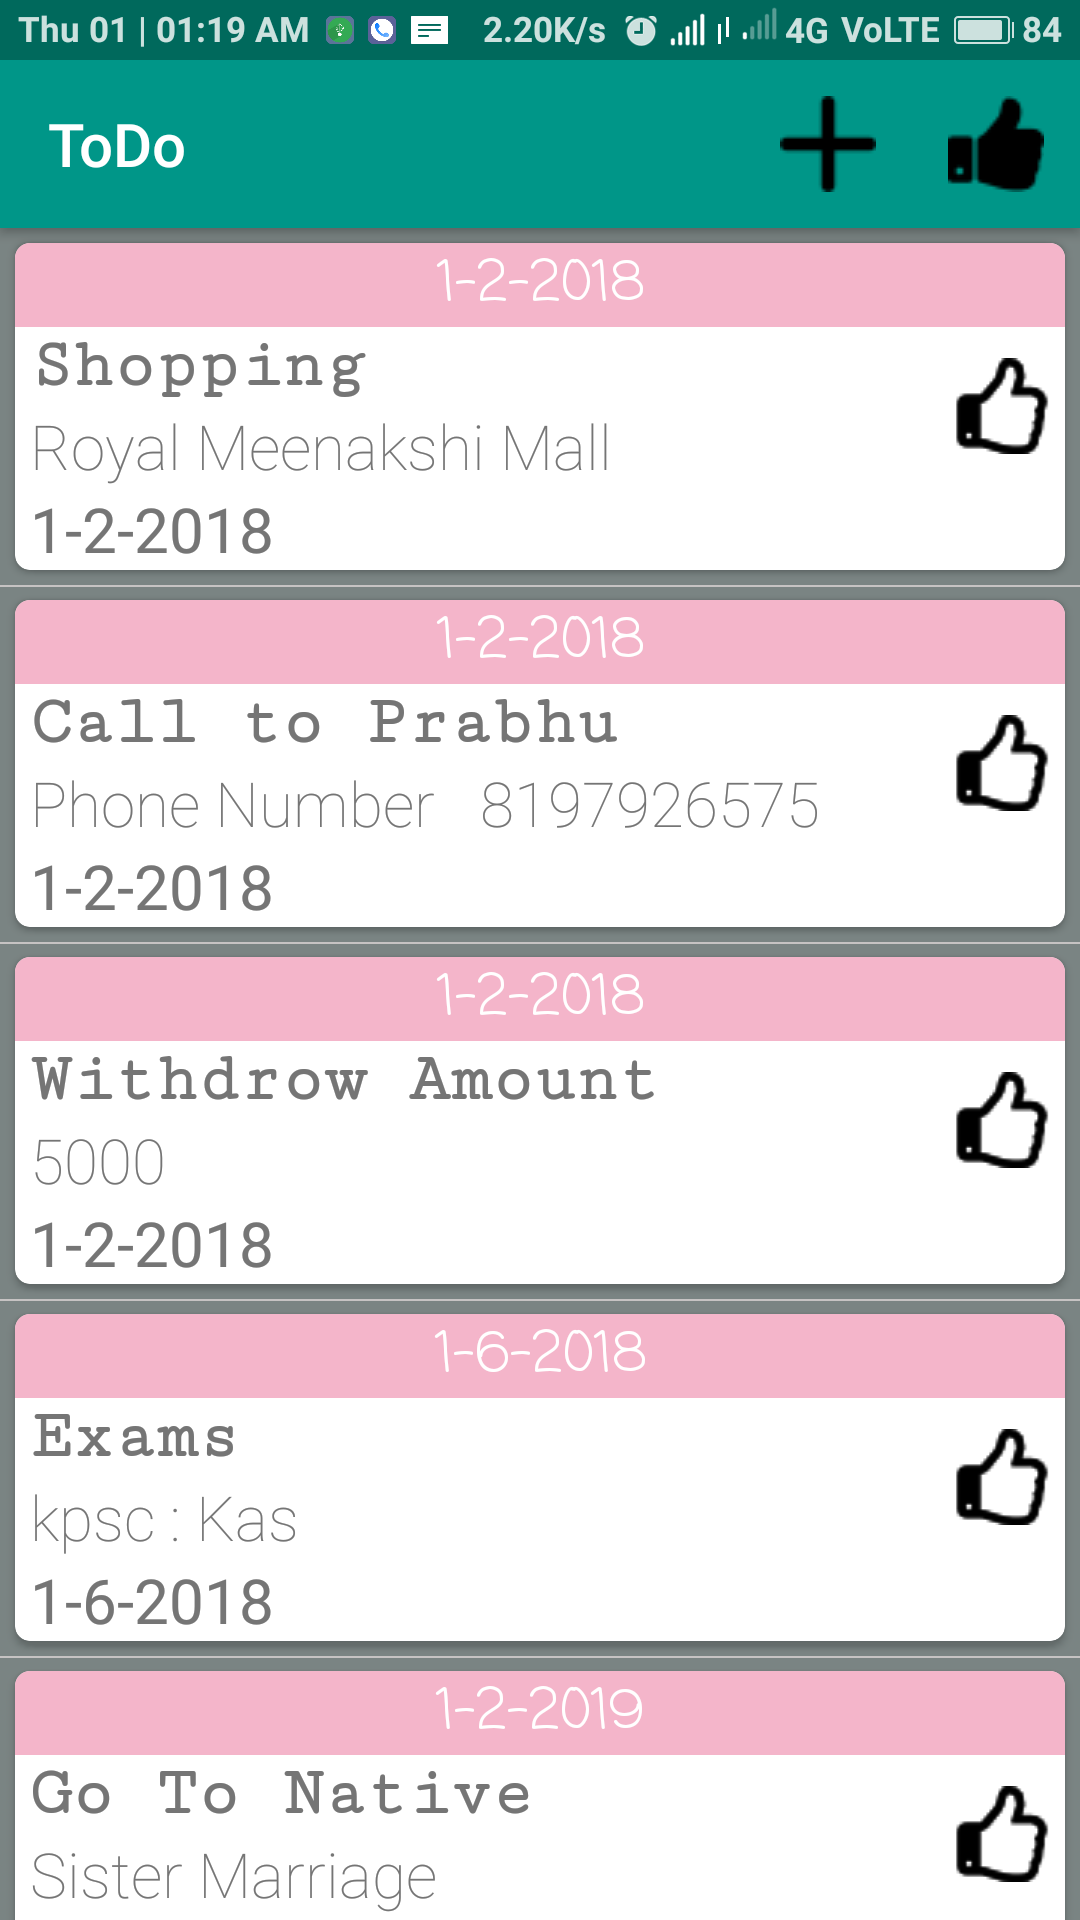 Thu 01 | 01:19 AM 2.20K/s 4G VoLTE 84
ToDo
1-2-2018
Shopping
Royal Meenakshi Mall
1-2-2018
1-2-2018
Call to Prabhu
Phone Number 8197926575
1-2-2018
1-2-2018
Withdrow Amount
5000
1-2-2018
1-6-2018
Exams
kpsc : Kas
1-6-2018
1-2-2019
Go To Native
Sister Marriage